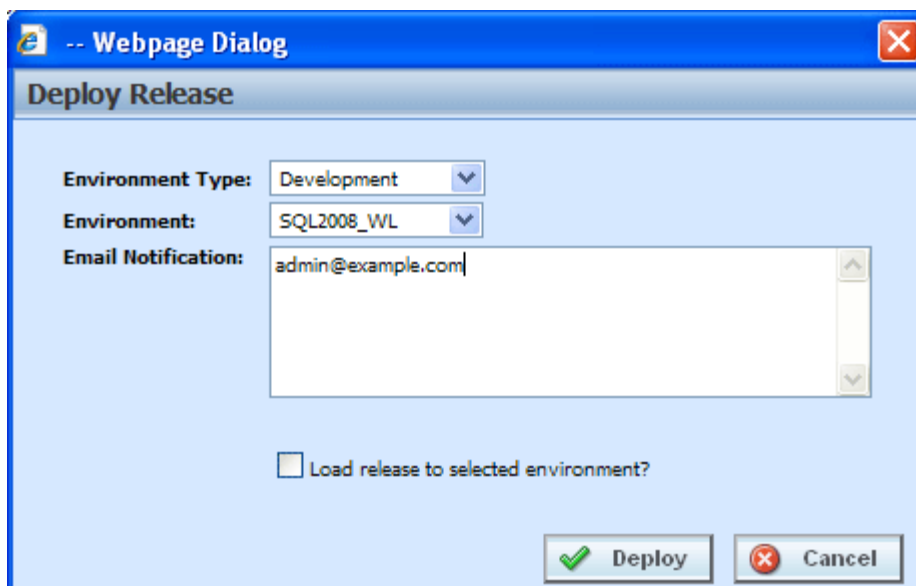 -- Webpage Dialog
Deploy Release
Environment Type: Development
Environment: SQL2008_WL
Email Notification: admin@example.com
Load release to selected environment?
Deploy Cancel